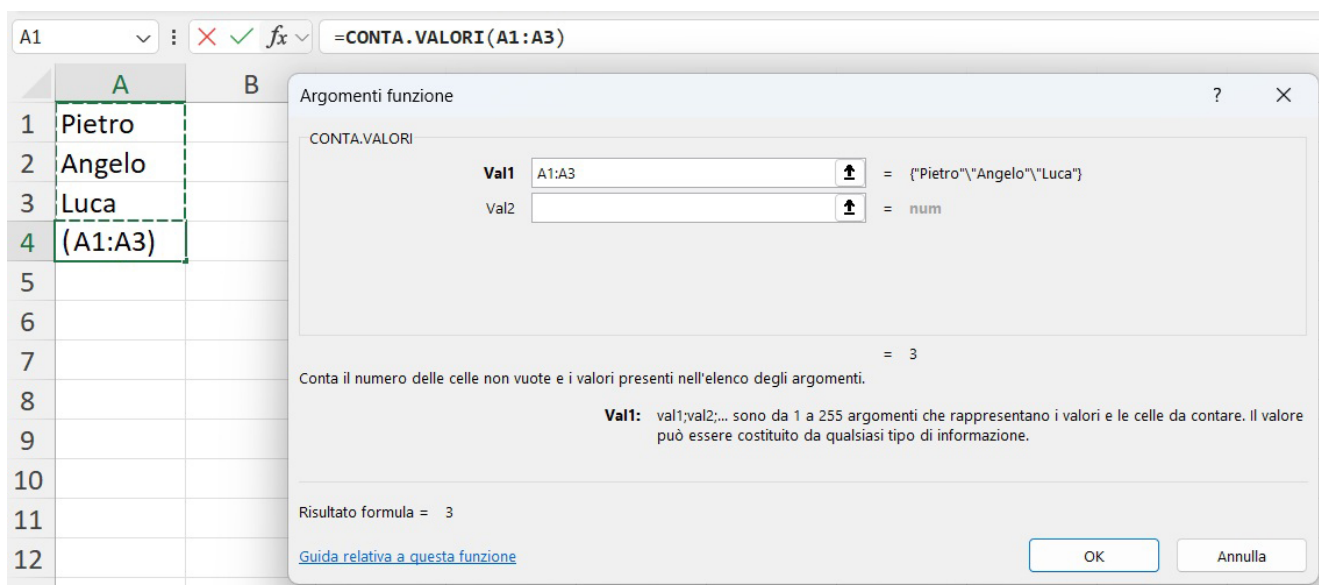 A1 fx =CONTA.VALORI(A1:A3)
A B
Argomenti funzione ? ×
1 Pietro
CONTA.VALORI
2 Angelo
Val1 A1:A3 = {"Pietro"\"Angelo"\"Luca"}
3 Luca
Val2 = num
4 (A1:A3)
5
6
7
= 3
Conta il numero delle celle non vuote e i valori presenti nell'elenco degli argomenti.
8
Val1: val1;val2;... sono da 1 a 255 argomenti che rappresentano i valori e le celle da contare. Il valore
può essere costituito da qualsiasi tipo di informazione.
9
10
11
Risultato formula = 3
12
Guida relativa a questa funzione
OK Annulla